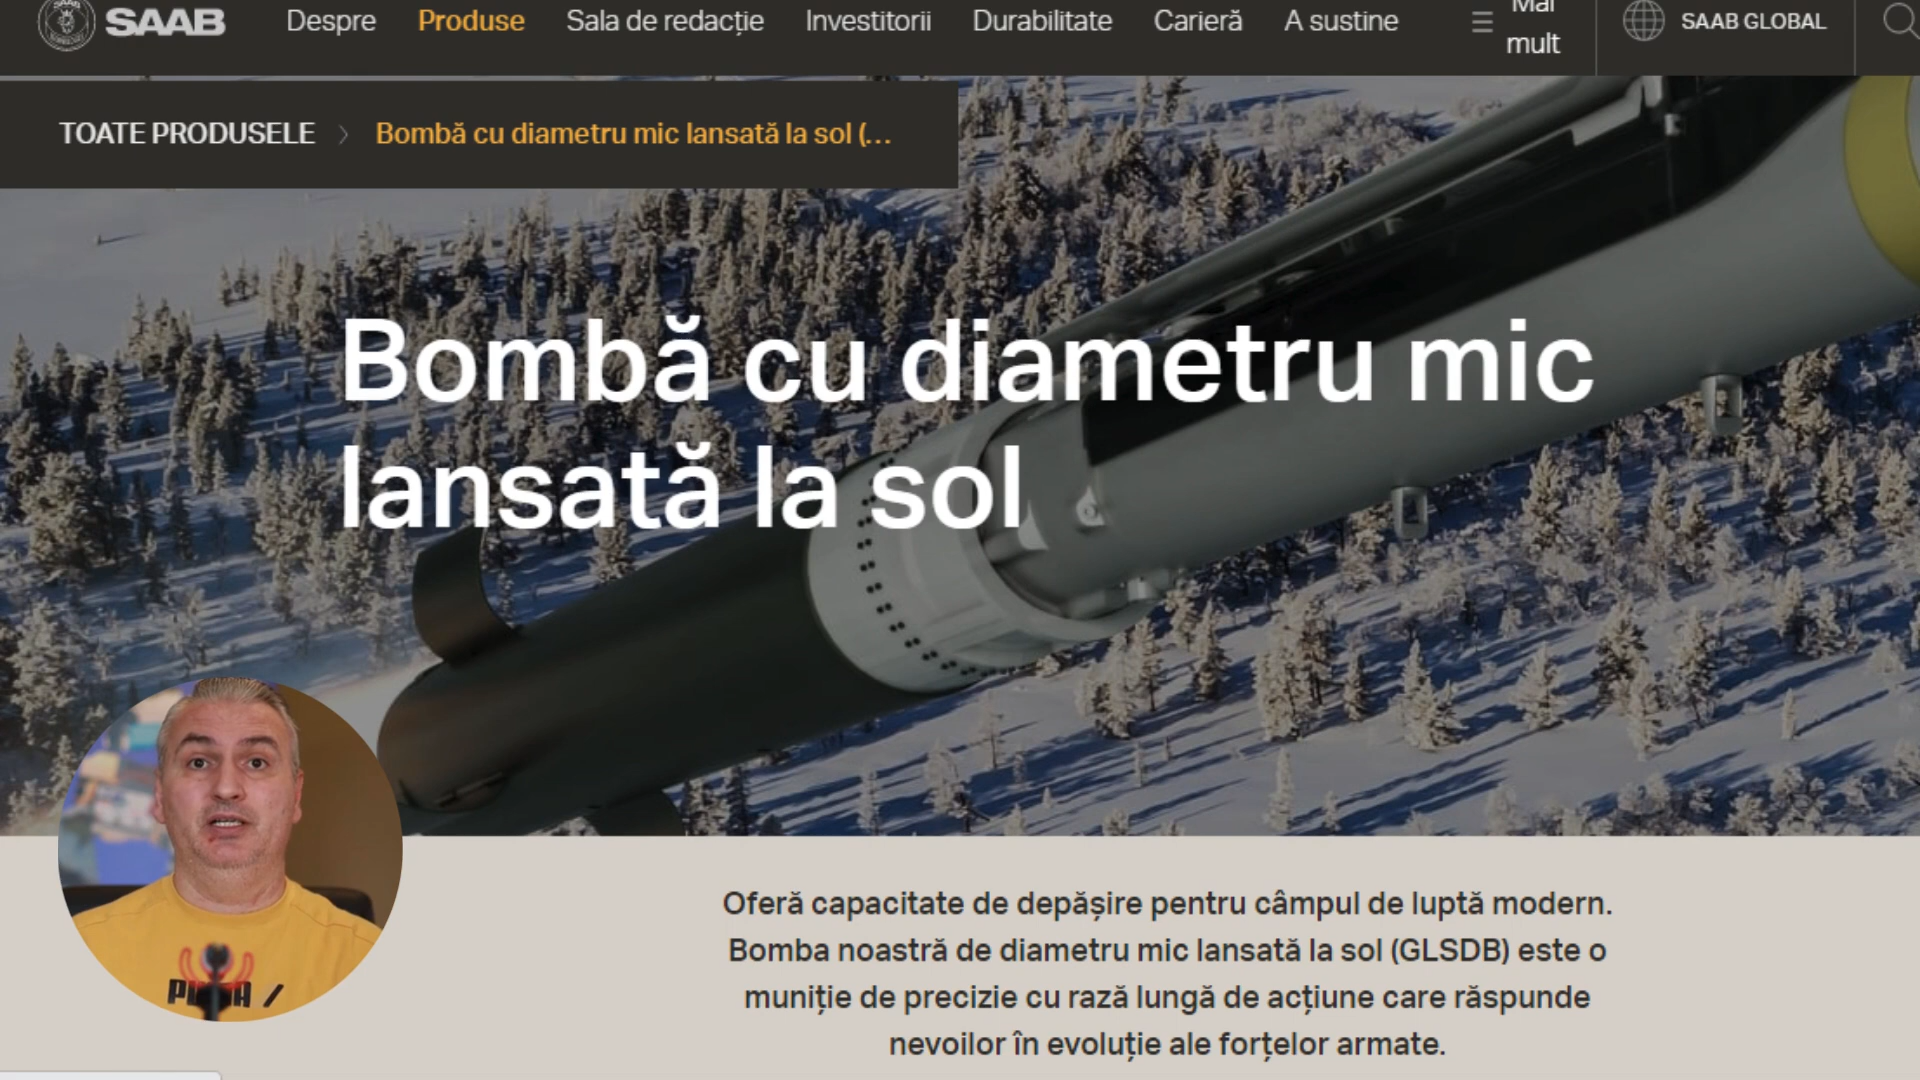 SAAB
Despre
Produse
Sala de redacție
Investitorii
Durabilitate
Carieră
A sustine
Mai
mult
SAAB GLOBAL
TOATE PRODUSELE
Bombă cu diametru mic lansată la sol (...
Bombă cu diametru mic
lansată la sol
Oferă capacitate de depășire pentru câmpul de luptă modern.
Bomba noastră de diametru mic lansată la sol (GLSDB) este o
muniție de precizie cu rază lungă de acțiune care răspunde
nevoilor în evoluție ale forțelor armate.